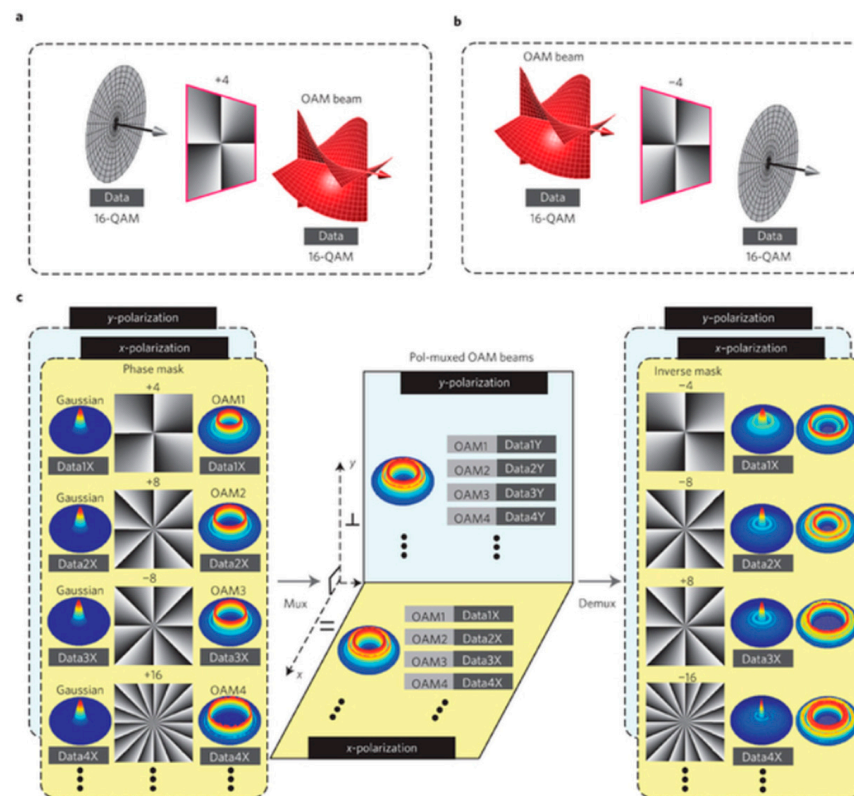 a
+4
OAM beam
Data
16-QAM
Data
16-QAM
b
OAM beam
−4
Data
16-QAM
Data
16-QAM
c
y-polarization
x-polarization
Phase mask
Gaussian
+4
OAM1
Data1X
Data1X
Gaussian
+8
OAM2
Data2X
Data2X
Gaussian
−8
OAM3
Data3X
Data3X
Gaussian
+16
OAM4
Data4X
Data4X
Mux
Pol-muxed OAM beams
y-polarization
OAM1 Data1Y
OAM2 Data2Y
OAM3 Data3Y
OAM4 Data4Y
y
⊥
=
x
OAM1 Data1X
OAM2 Data2X
OAM3 Data3X
OAM4 Data4X
x-polarization
Demux
y-polarization
x-polarization
Inverse mask
−4
Data1X
−8
Data2X
+8
Data3X
−16
Data4X